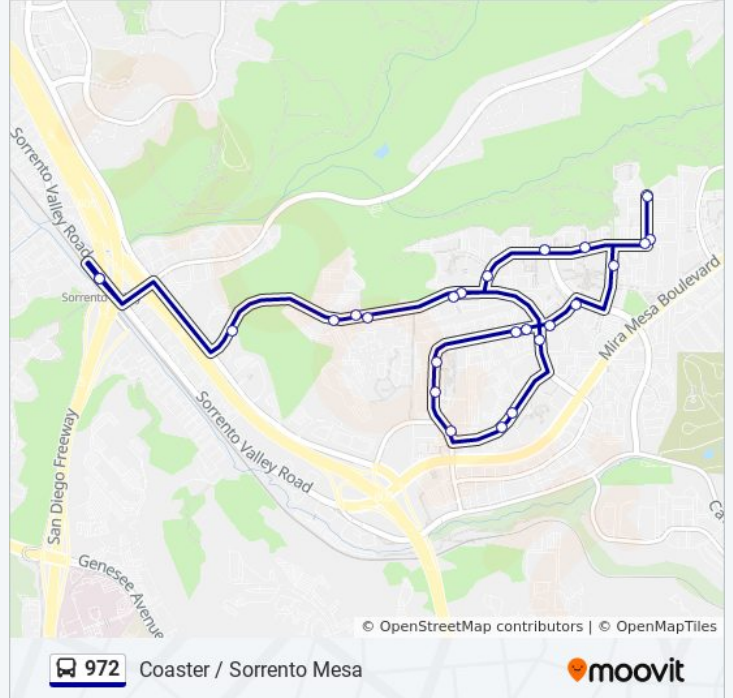 Sorrento Valley Road
Sorrento
Mira Mesa Boulevard
Sorrento Valley Road
San Diego Freeway
Genesee Avenue
Ca
© OpenStreetMap contributors | © OpenMapTiles
972 Coaster / Sorrento Mesa
moovit